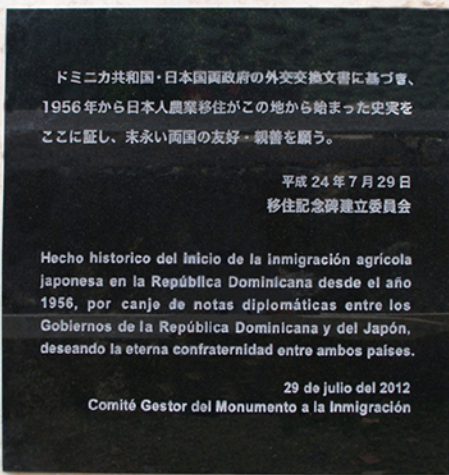 ドミニカ共和国・日本国両政府の外交交換文書に基づき、
1956年から日本人農業移住がこの地から始まった史実を
ここに証し、末永い両国の友好・親善を願う。
平成24年7月29日
移住記念碑建立委員会
Hecho historico del inicio de la inmigración agrícola
japonesa en la República Dominicana desde el año
1956, por canje de notas diplomáticas entre los
Gobiernos de la República Dominicana y del Japón,
deseando la eterna confraternidad entre ambos países.
29 de julio del 2012
Comité Gestor del Monumento a la Inmigración